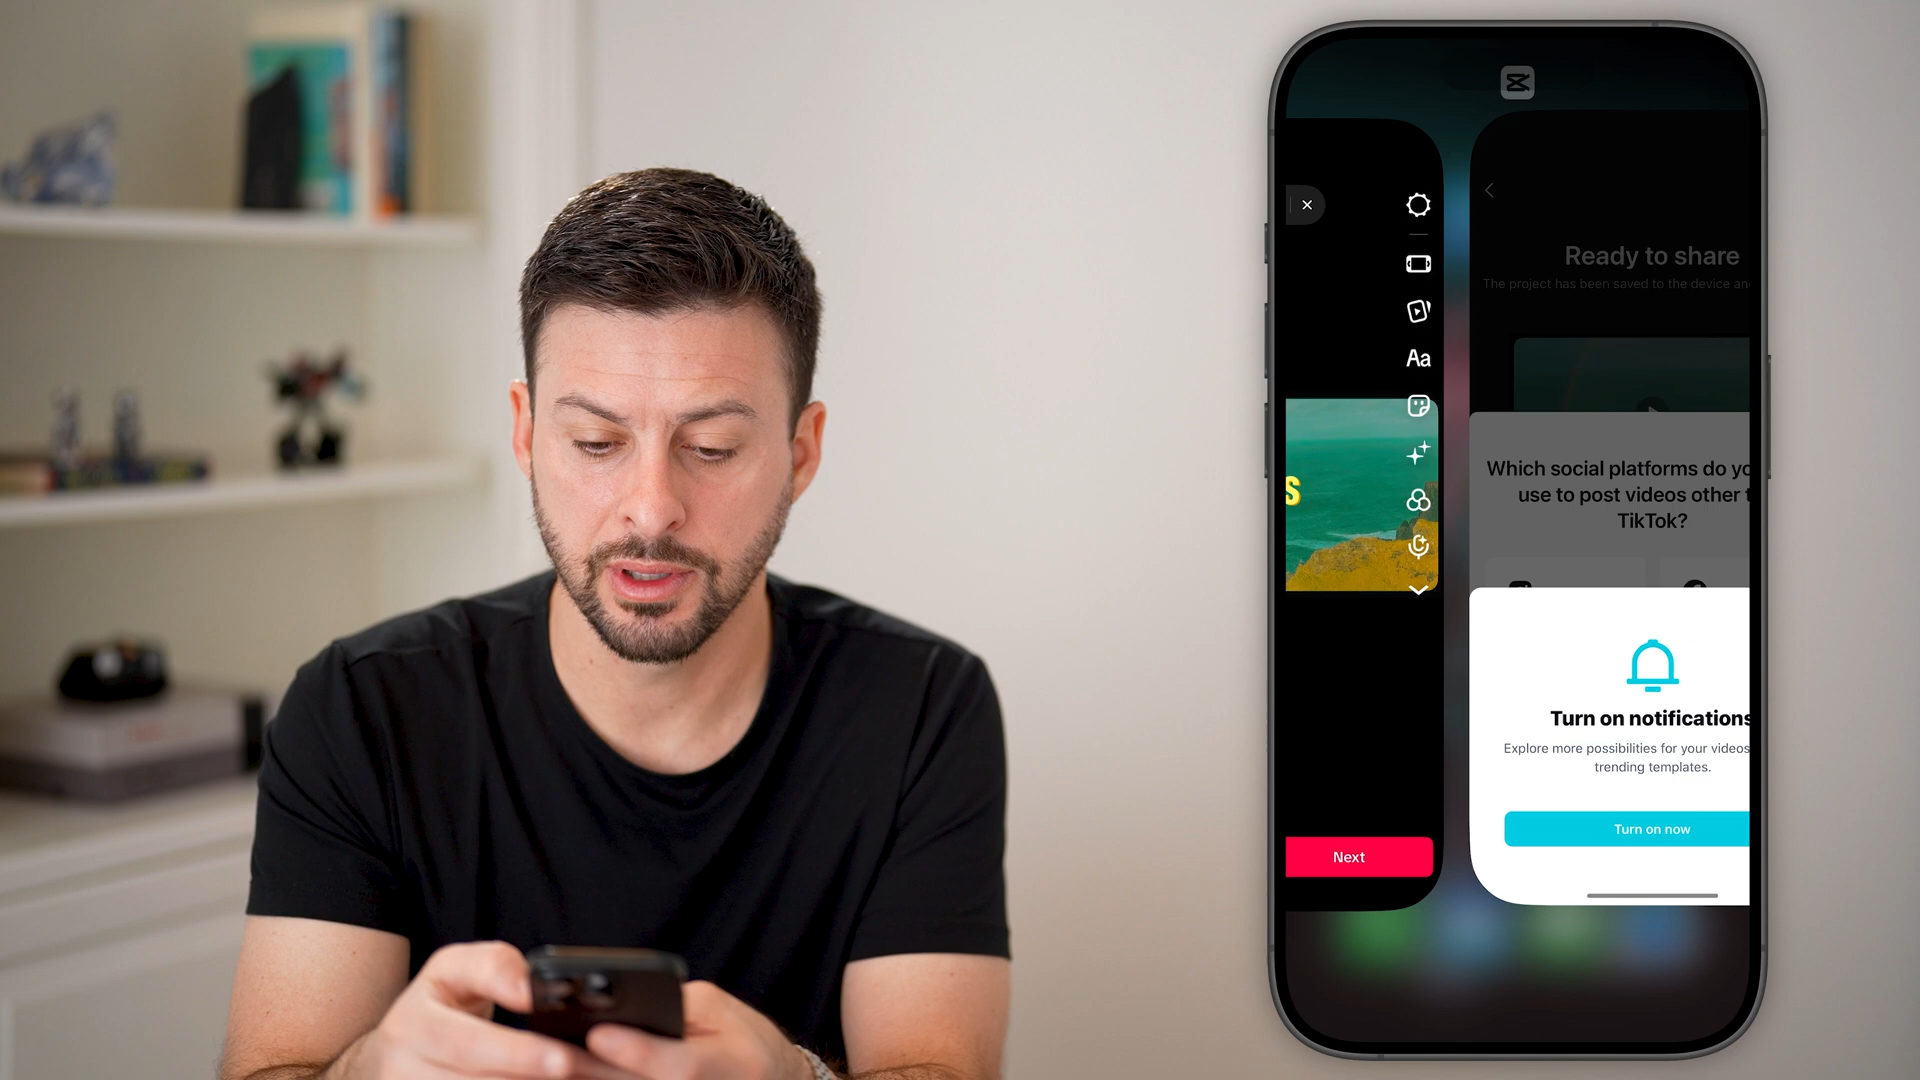 Aa
S
Next
Ready to share
The project has been saved to the device an
Which social platforms do yo
use to post videos other t
TikTok?
Turn on notifications
Explore more possibilities for your videos
trending templates.
Turn on now